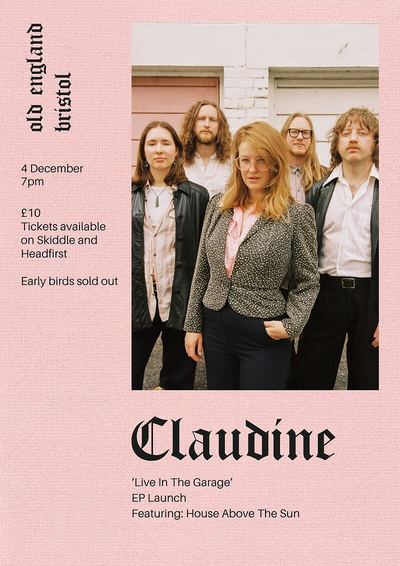 old england
bristol
4 December
7pm
£10
Tickets available
on Skiddle and
Headfirst
Early birds sold out
Claudine
'Live In The Garage'
EP Launch
Featuring: House Above The Sun